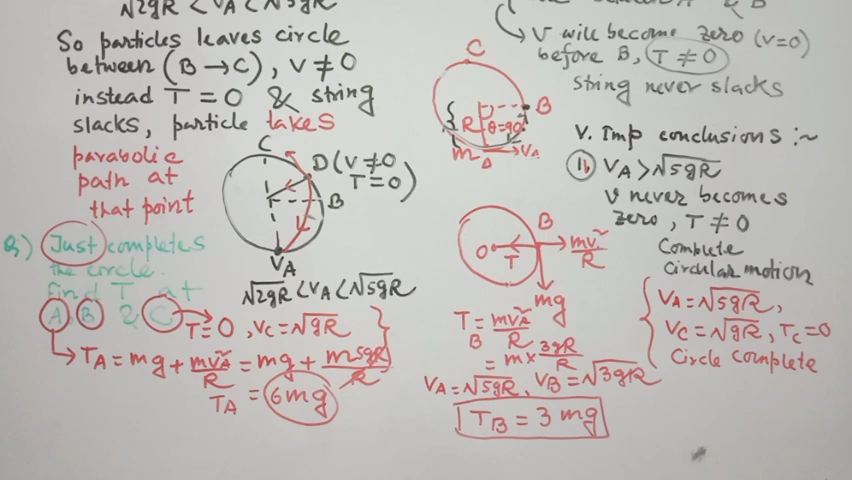 √2gR < VA < √5gR
So particles leaves circle
between (B → C), V ≠ 0
instead T = 0 & string
slacks, particle takes
parabolic
path at
that point
C
D (V ≠ 0
T = 0)
B
VA
√2gR < VA < √5gR
Just completes
the circle.
find T at
A, B & C → T = 0, VC = √gR
→ TA = mg + mVA²/R = mg + m5gR/R
TA = 6mg
V will become zero (V=0)
before B, T ≠ 0
String never slacks
C
B
R θ=90
m A VA
V. Imp conclusions :~
1) VA > √5gR
V never becomes
zero, T ≠ 0
Complete
Circular motion
B
O T mv²/R
mg
T B = mVA²/R
= m × 3gR/R
VA = √5gR, VB = √3gR
TB = 3 mg
VA = √5gR,
VC = √gR, TC = 0
Circle complete